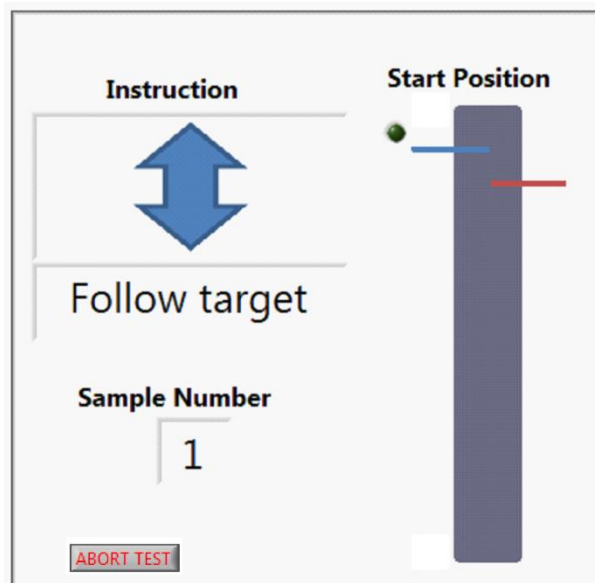 Instruction
Start Position
Follow target
Sample Number
1
ABORT TEST